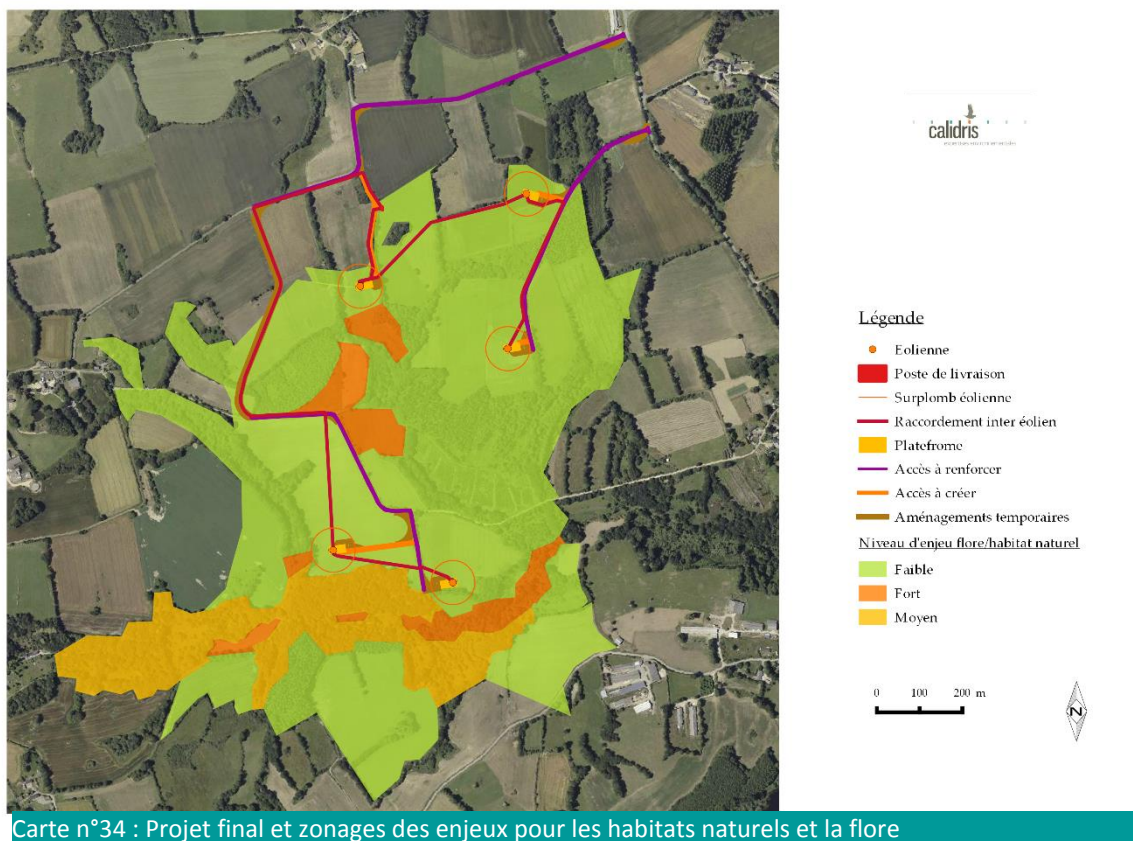 calidris
Légende
Eolienne
Poste de livraison
Surplomb éolienne
Raccordement inter éolien
Platefrome
Accès à renforcer
Accès à créer
Aménagements temporaires
Niveau d'enjeu flore/habitat naturel
Faible
Fort
Moyen
0 100 200 m
N
Carte n°34 : Projet final et zonages des enjeux pour les habitats naturels et la flore